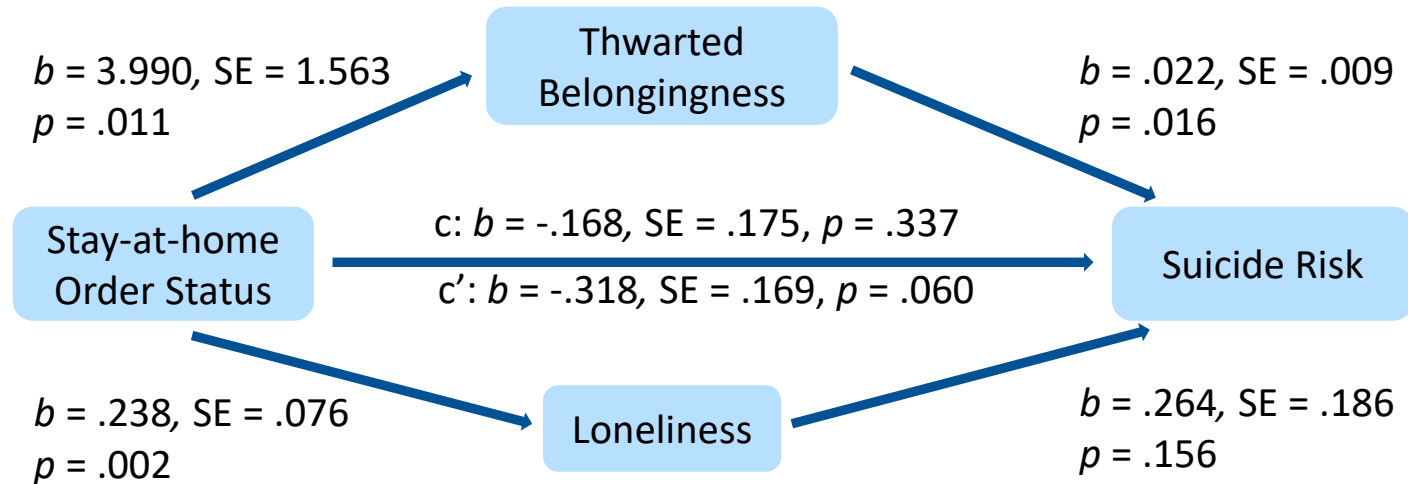 b = 3.990, SE = 1.563
p = .011
Thwarted
Belongingness
b = .022, SE = .009
p = .016
Stay-at-home
Order Status
c: b = -.168, SE = .175, p = .337
c’: b = -.318, SE = .169, p = .060
Suicide Risk
b = .238, SE = .076
p = .002
Loneliness
b = .264, SE = .186
p = .156